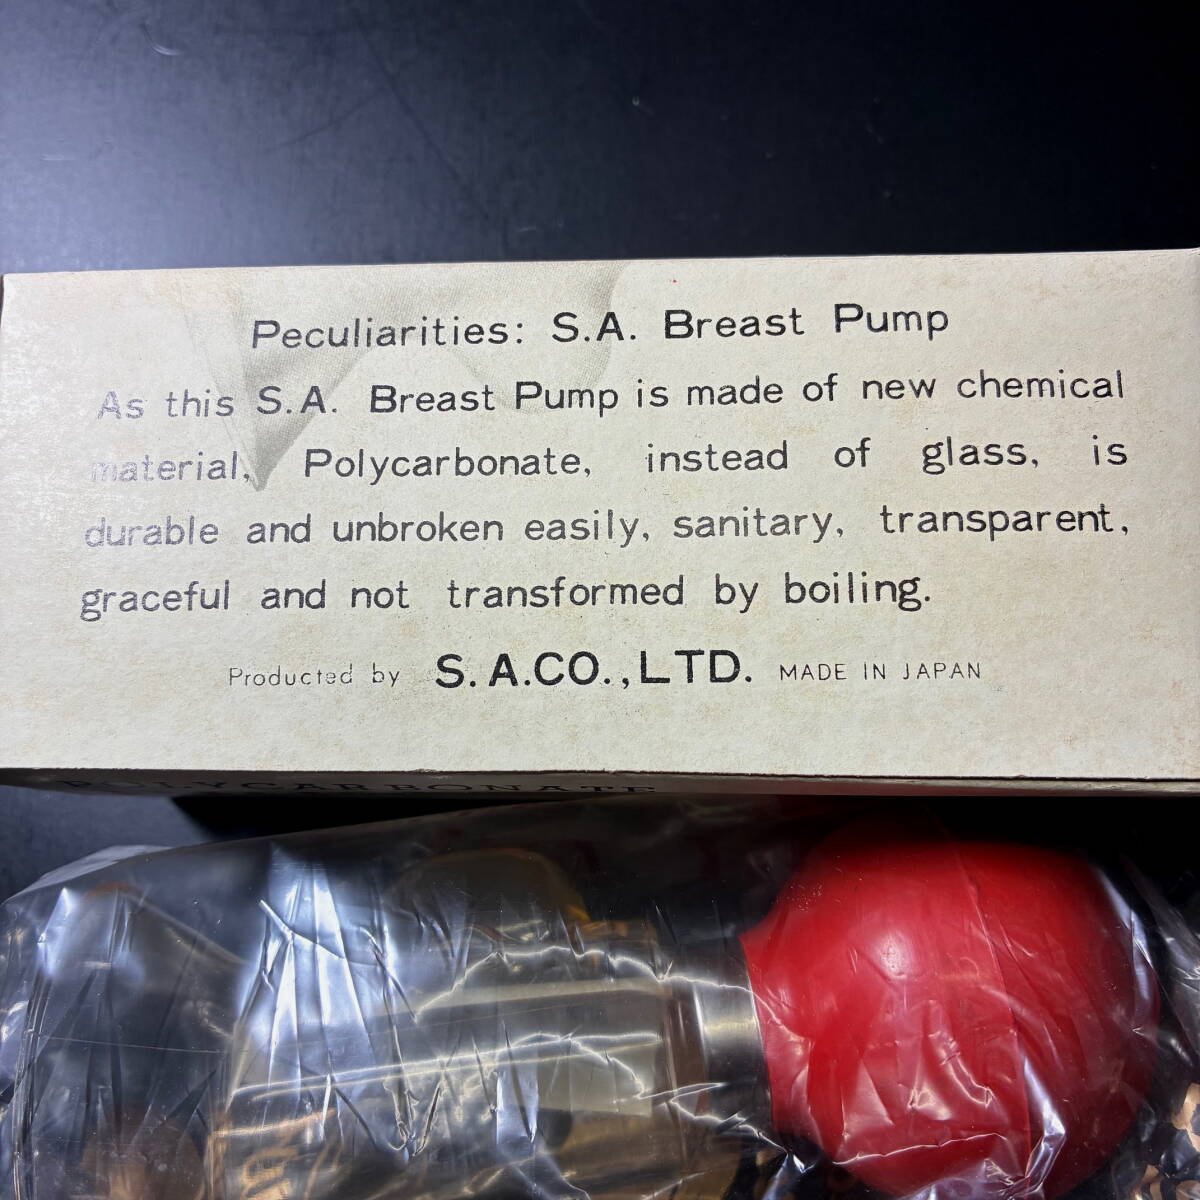 Peculiarities: S.A. Breast Pump
As this S.A. Breast Pump is made of new chemical
material, Polycarbonate, instead of glass, is
durable and unbroken easily, sanitary, transparent,
graceful and not transformed by boiling.
Producted by S.A.CO.,LTD. MADE IN JAPAN
POLYCARBONATE